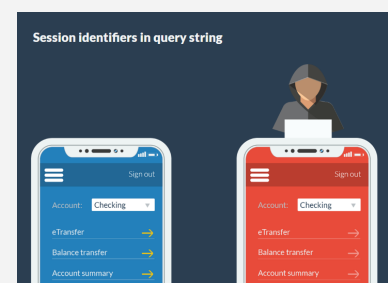 Session identifiers in query string
Sign out
Account: Checking
eTransfer
Balance transfer
Account summary
Sign out
Account: Checking
eTransfer
Balance transfer
Account summary